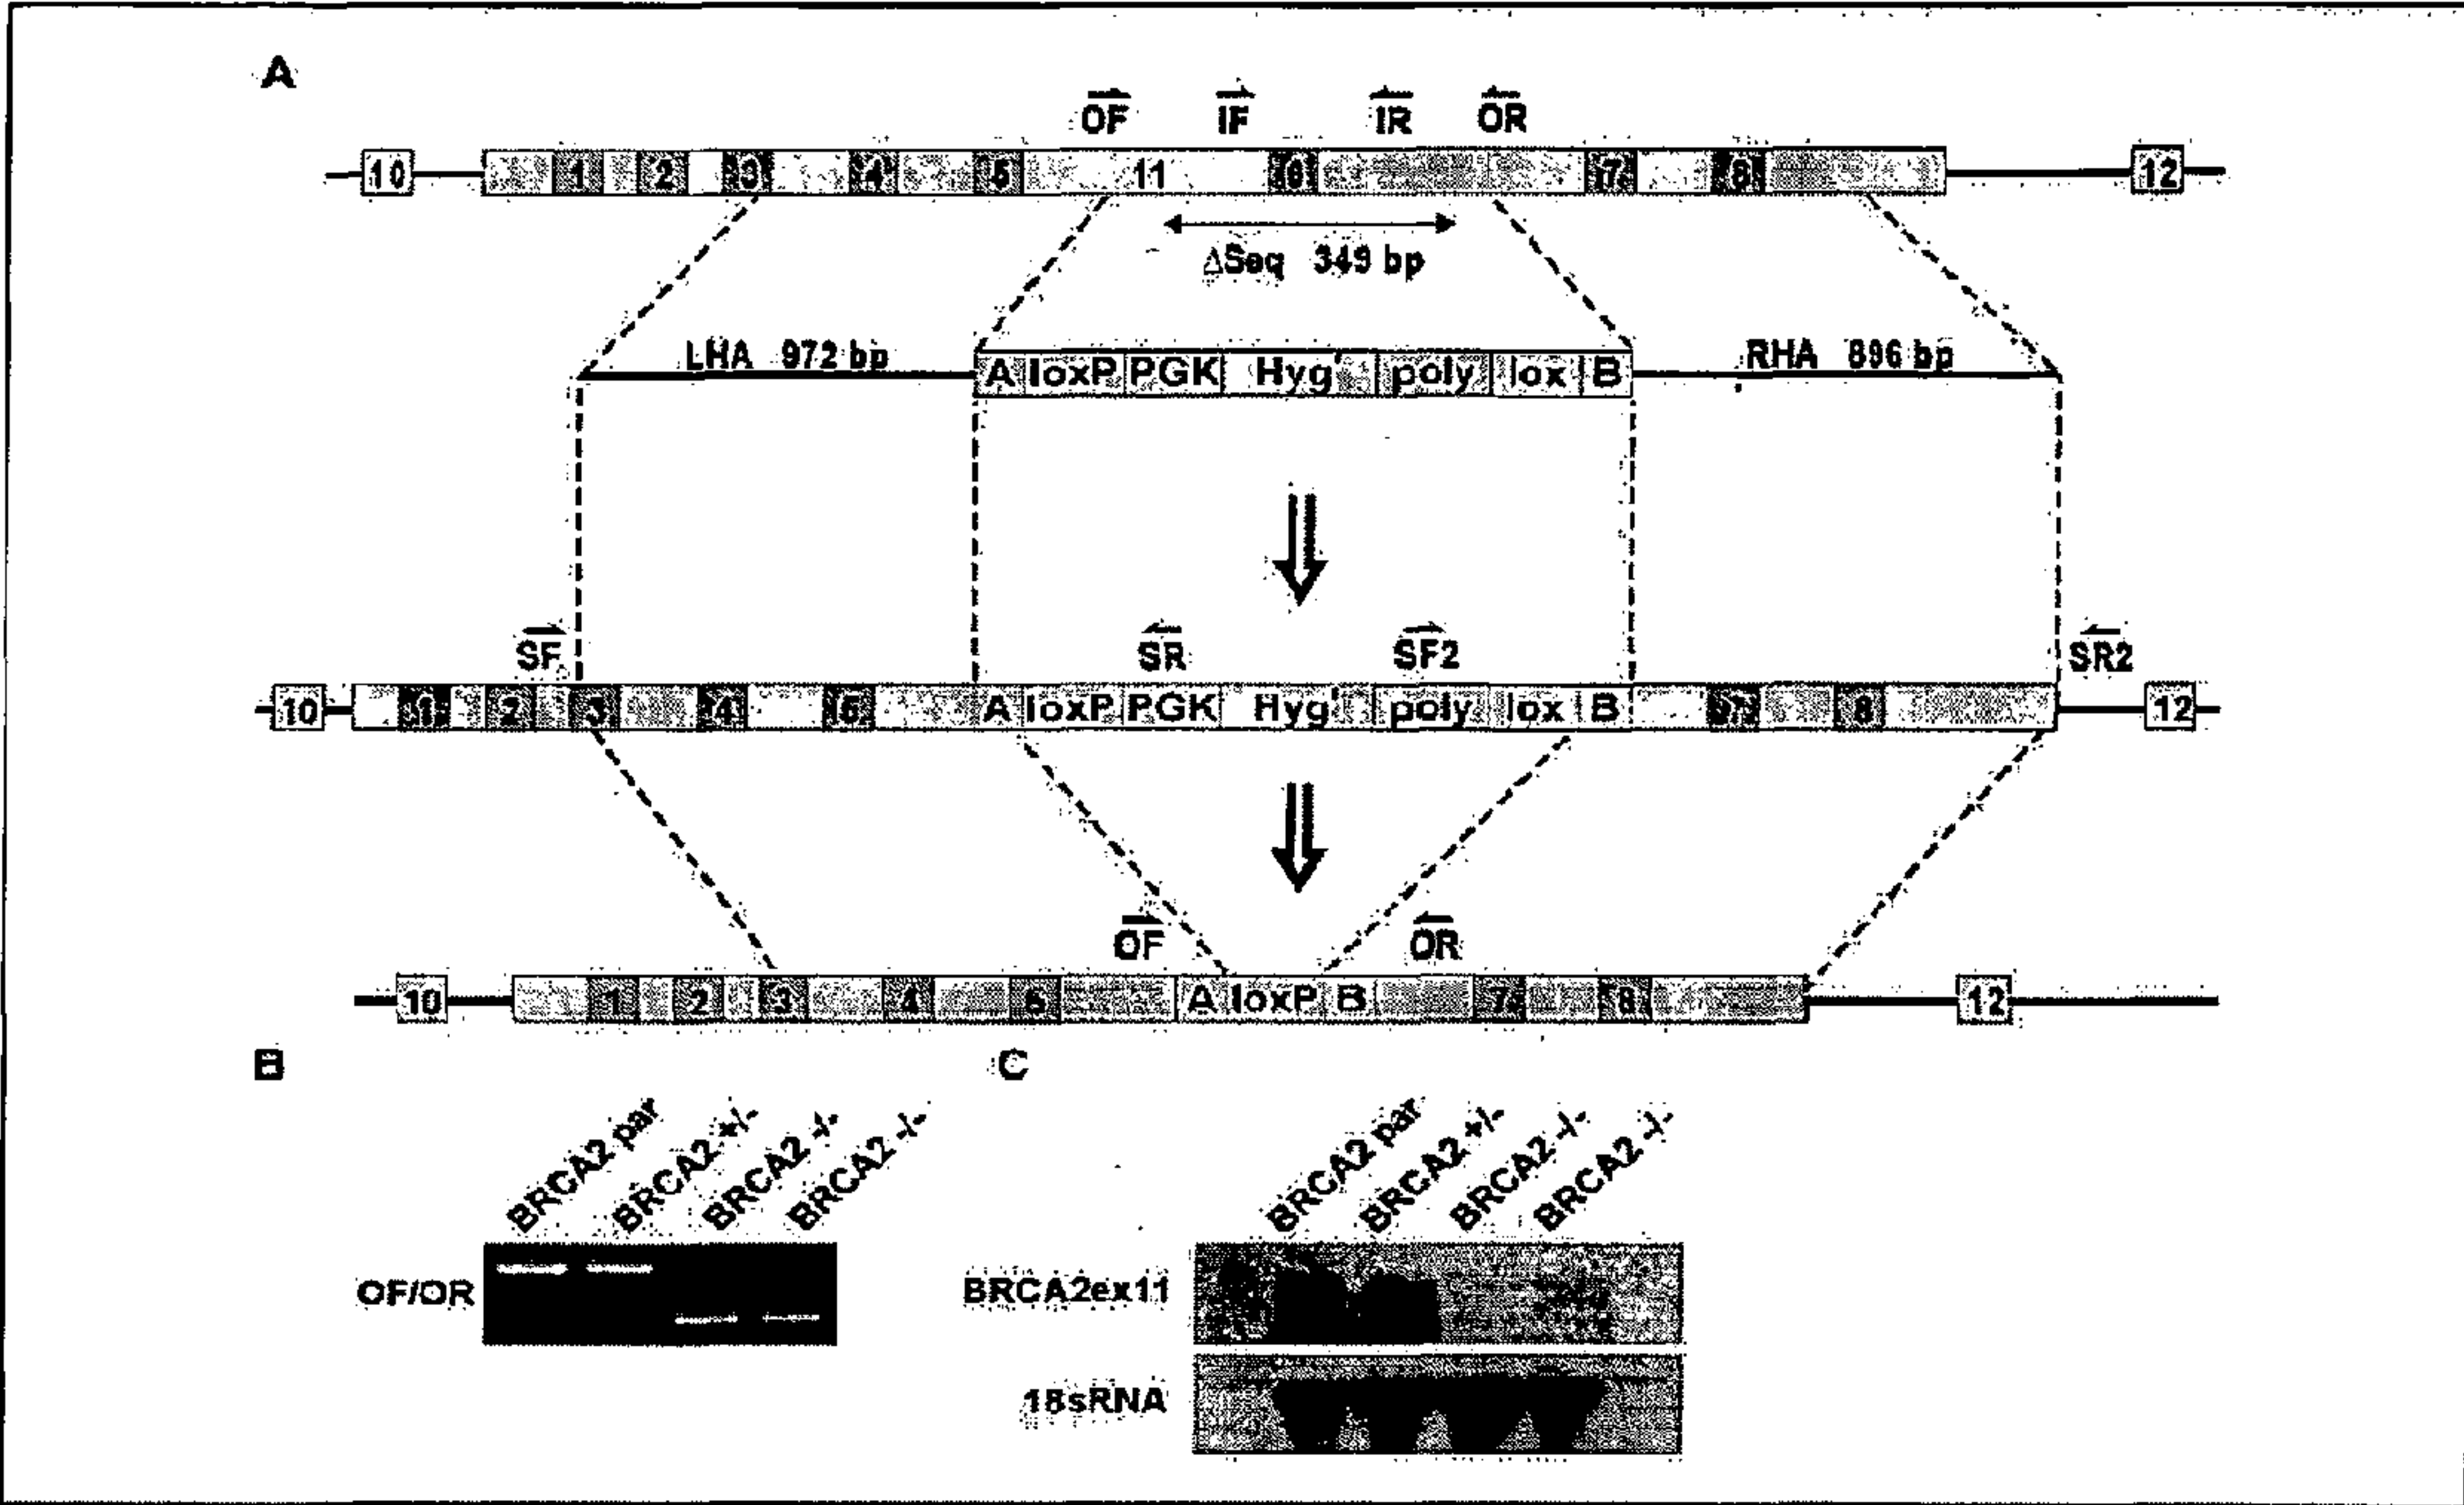 A
OF IF IR OR
10 1 2 3 4 5 11 6 7 8 12
ΔSeq 349 bp
LHA 972 bp
A loxP PGK Hygr poly lox B
RHA 896 bp
SF SR SF2 SR2
10 1 2 3 4 5 A loxP PGK Hygr poly lox B 7 8 12
OF OR
10 1 2 3 4 5 A loxP B 7 8 12
B
BRCA2 par
BRCA2 +/-
BRCA2 -/-
BRCA2 -/-
OF/OR
C
BRCA2 par
BRCA2 +/-
BRCA2 -/-
BRCA2 -/-
BRCA2ex11
18sRNA